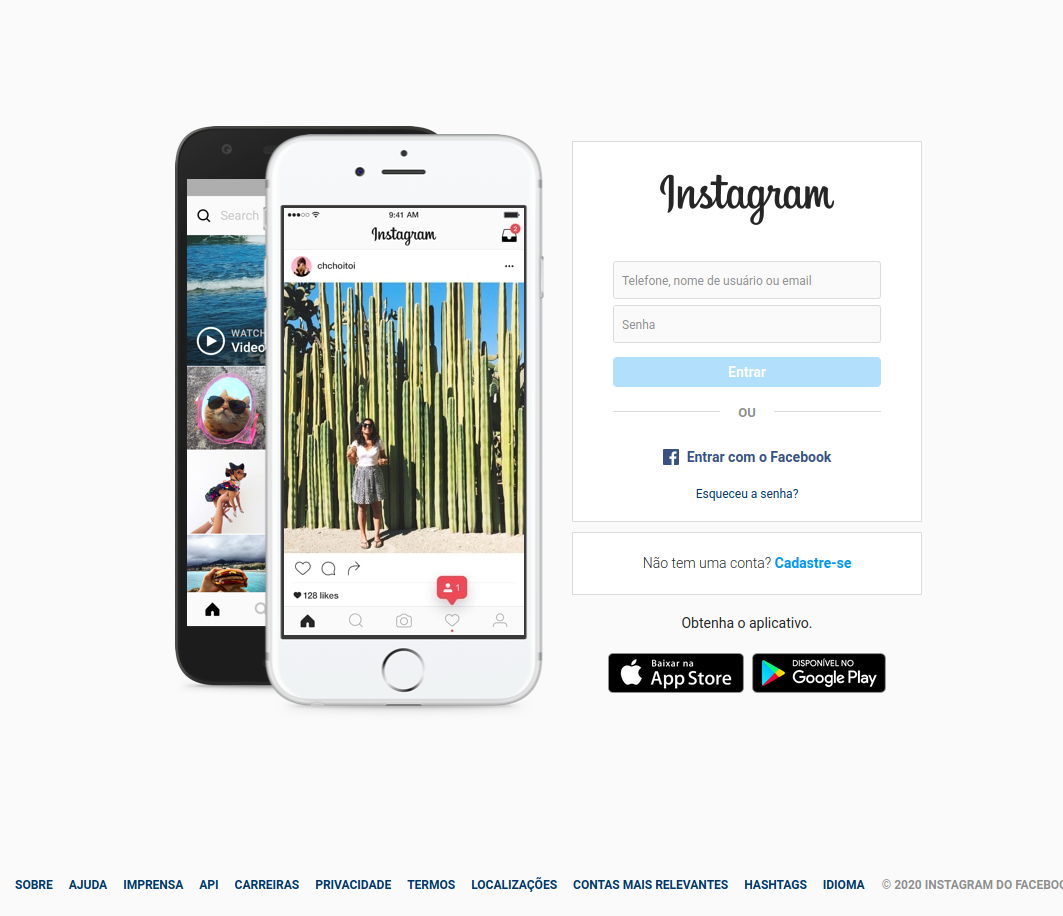 Search
WATCH
Video
9:41 AM
Instagram
2
chchoitoi
128 likes
1
Instagram
Telefone, nome de usuário ou email
Senha
Entrar
OU
Entrar com o Facebook
Esqueceu a senha?
Não tem uma conta? Cadastre-se
Obtenha o aplicativo.
Baixar na
App Store
DISPONÍVEL NO
Google Play
SOBRE AJUDA IMPRENSA API CARREIRAS PRIVACIDADE TERMOS LOCALIZAÇÕES CONTAS MAIS RELEVANTES HASHTAGS IDIOMA © 2020 INSTAGRAM DO FACEBOO